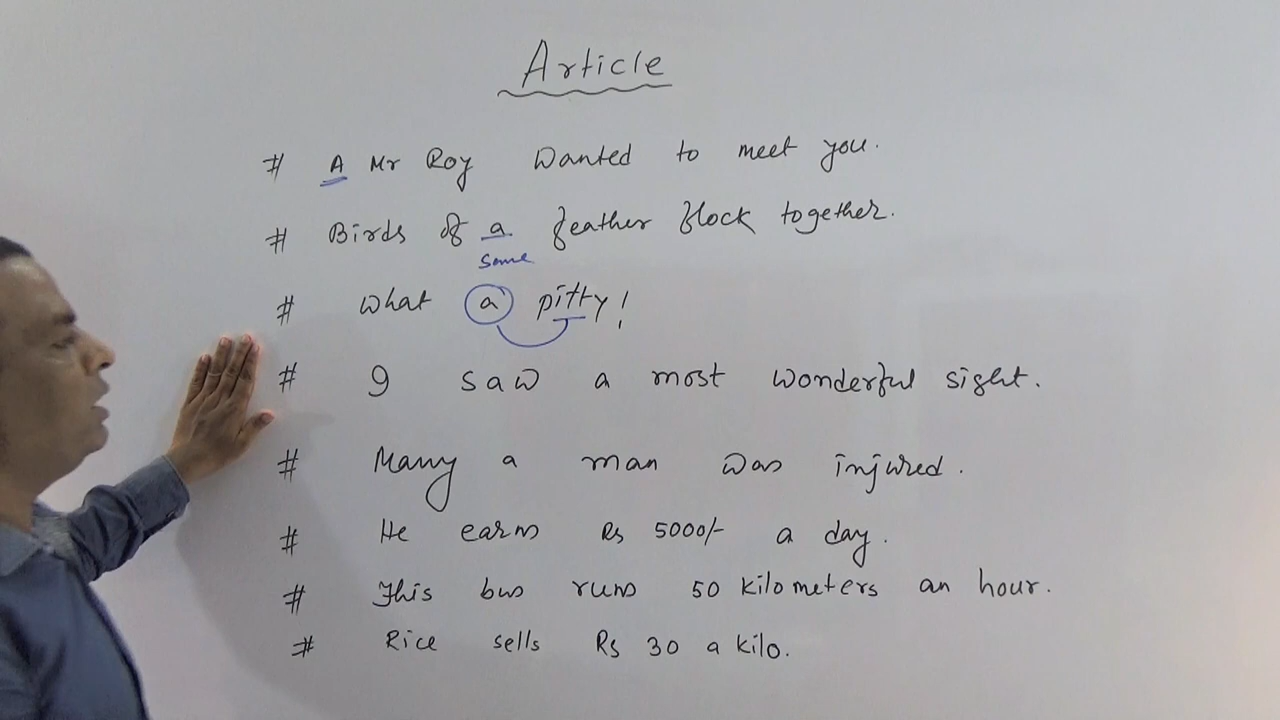 Article
# A Mr Roy wanted to meet you.
# Birds of a feather flock together.
same
# What a pitty!
# I saw a most wonderful sight.
# Many a man was injured.
# He earns Rs 5000/- a day.
# This bus runs 50 kilometers an hour.
# Rice sells Rs 30 a kilo.